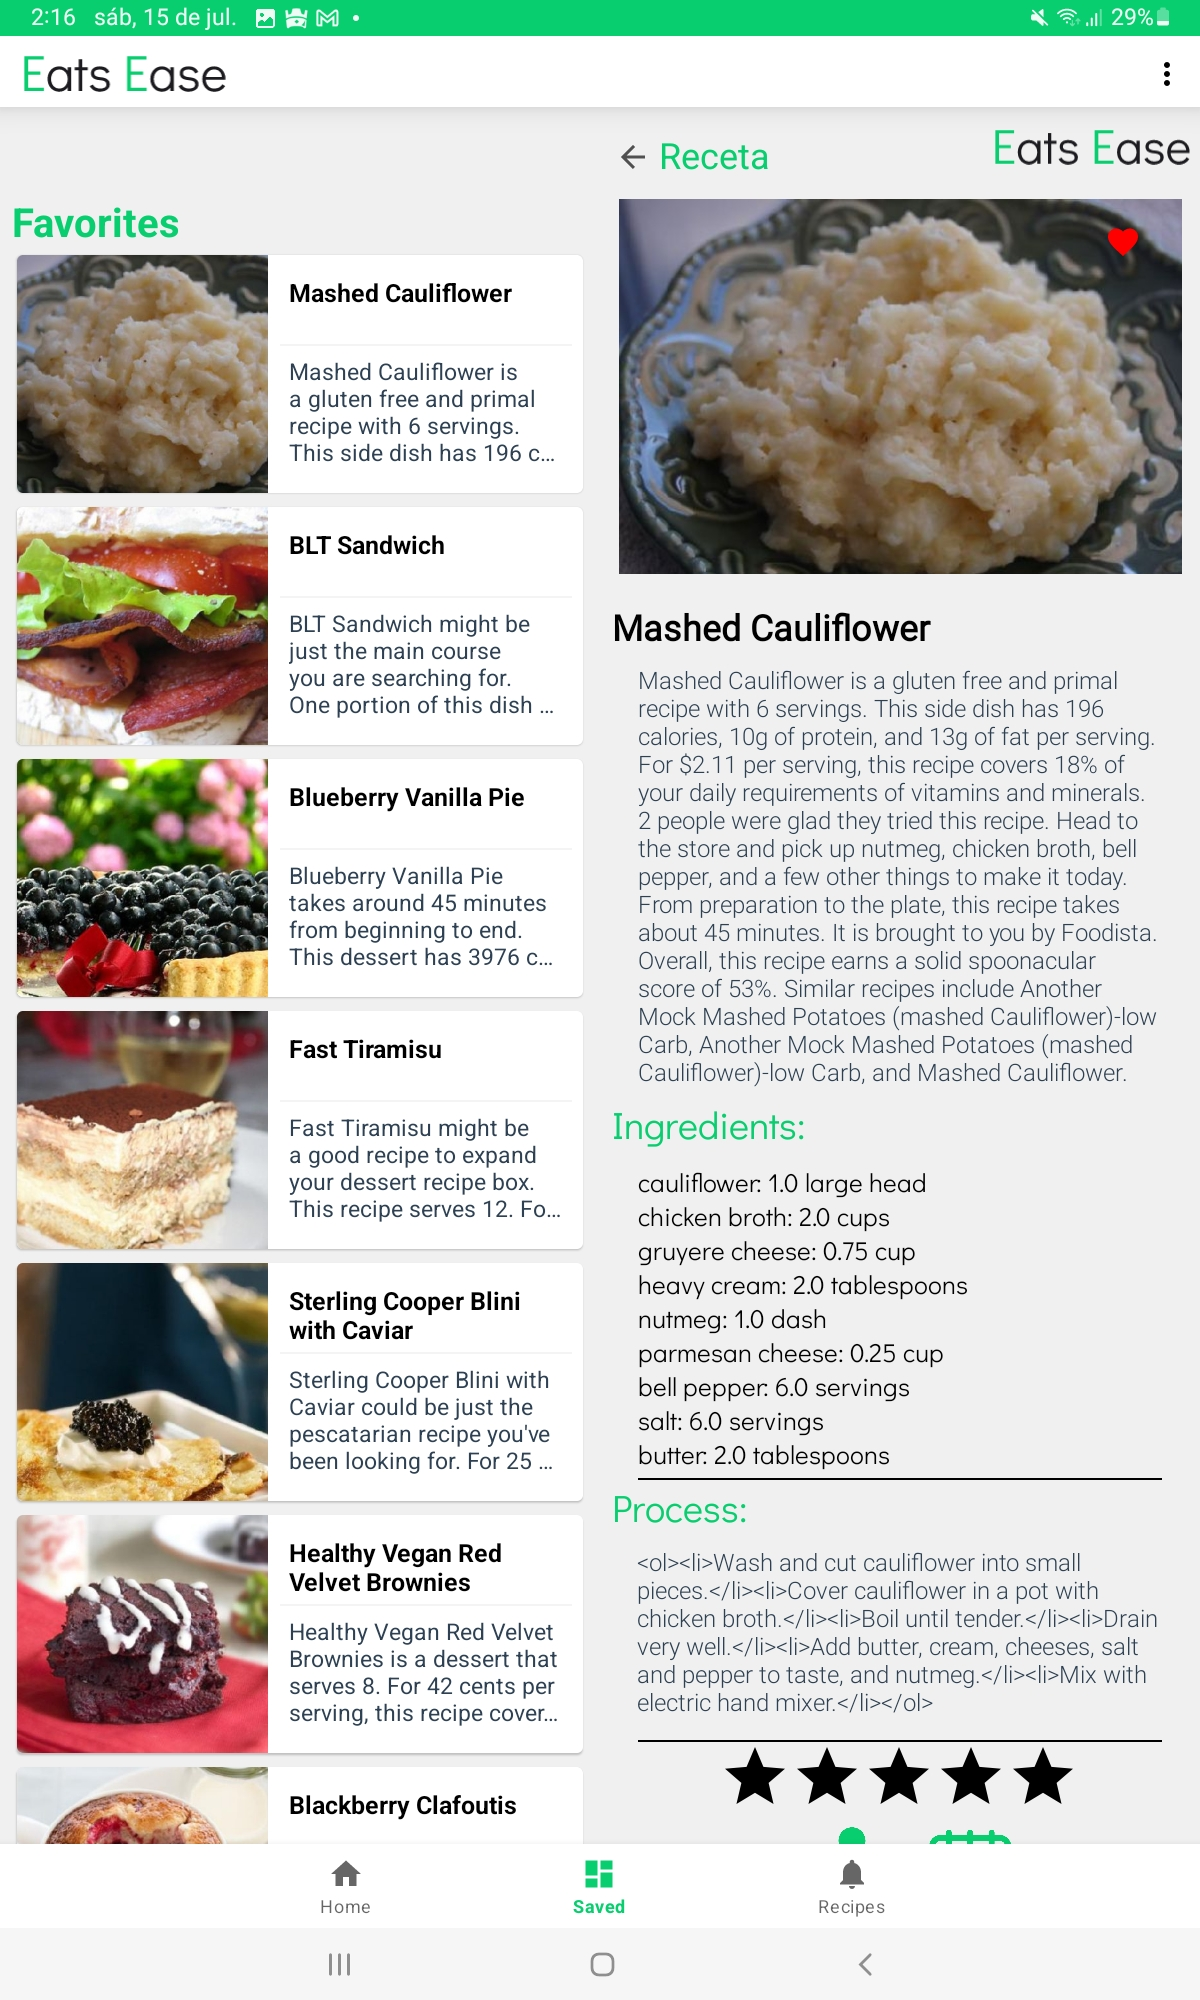 2:16 sáb, 15 de jul.
29%
Eats Ease
Favorites
Mashed Cauliflower
Mashed Cauliflower is
a gluten free and primal
recipe with 6 servings.
This side dish has 196 c...
BLT Sandwich
BLT Sandwich might be
just the main course
you are searching for.
One portion of this dish ...
Blueberry Vanilla Pie
Blueberry Vanilla Pie
takes around 45 minutes
from beginning to end.
This dessert has 3976 c...
Fast Tiramisu
Fast Tiramisu might be
a good recipe to expand
your dessert recipe box.
This recipe serves 12. Fo...
Sterling Cooper Blini
with Caviar
Sterling Cooper Blini with
Caviar could be just the
pescatarian recipe you've
been looking for. For 25 ...
Healthy Vegan Red
Velvet Brownies
Healthy Vegan Red Velvet
Brownies is a dessert that
serves 8. For 42 cents per
serving, this recipe cover...
Blackberry Clafoutis
Receta
Eats Ease
Mashed Cauliflower
Mashed Cauliflower is a gluten free and primal
recipe with 6 servings. This side dish has 196
calories, 10g of protein, and 13g of fat per serving.
For $2.11 per serving, this recipe covers 18% of
your daily requirements of vitamins and minerals.
2 people were glad they tried this recipe. Head to
the store and pick up nutmeg, chicken broth, bell
pepper, and a few other things to make it today.
From preparation to the plate, this recipe takes
about 45 minutes. It is brought to you by Foodista.
Overall, this recipe earns a solid spoonacular
score of 53%. Similar recipes include Another
Mock Mashed Potatoes (mashed Cauliflower)-low
Carb, Another Mock Mashed Potatoes (mashed
Cauliflower)-low Carb, and Mashed Cauliflower.
Ingredients:
cauliflower: 1.0 large head
chicken broth: 2.0 cups
gruyere cheese: 0.75 cup
heavy cream: 2.0 tablespoons
nutmeg: 1.0 dash
parmesan cheese: 0.25 cup
bell pepper: 6.0 servings
salt: 6.0 servings
butter: 2.0 tablespoons
Process:
<ol><li>Wash and cut cauliflower into small
pieces.</li><li>Cover cauliflower in a pot with
chicken broth.</li><li>Boil until tender.</li><li>Drain
very well.</li><li>Add butter, cream, cheeses, salt
and pepper to taste, and nutmeg.</li><li>Mix with
electric hand mixer.</li></ol>
Home
Saved
Recipes